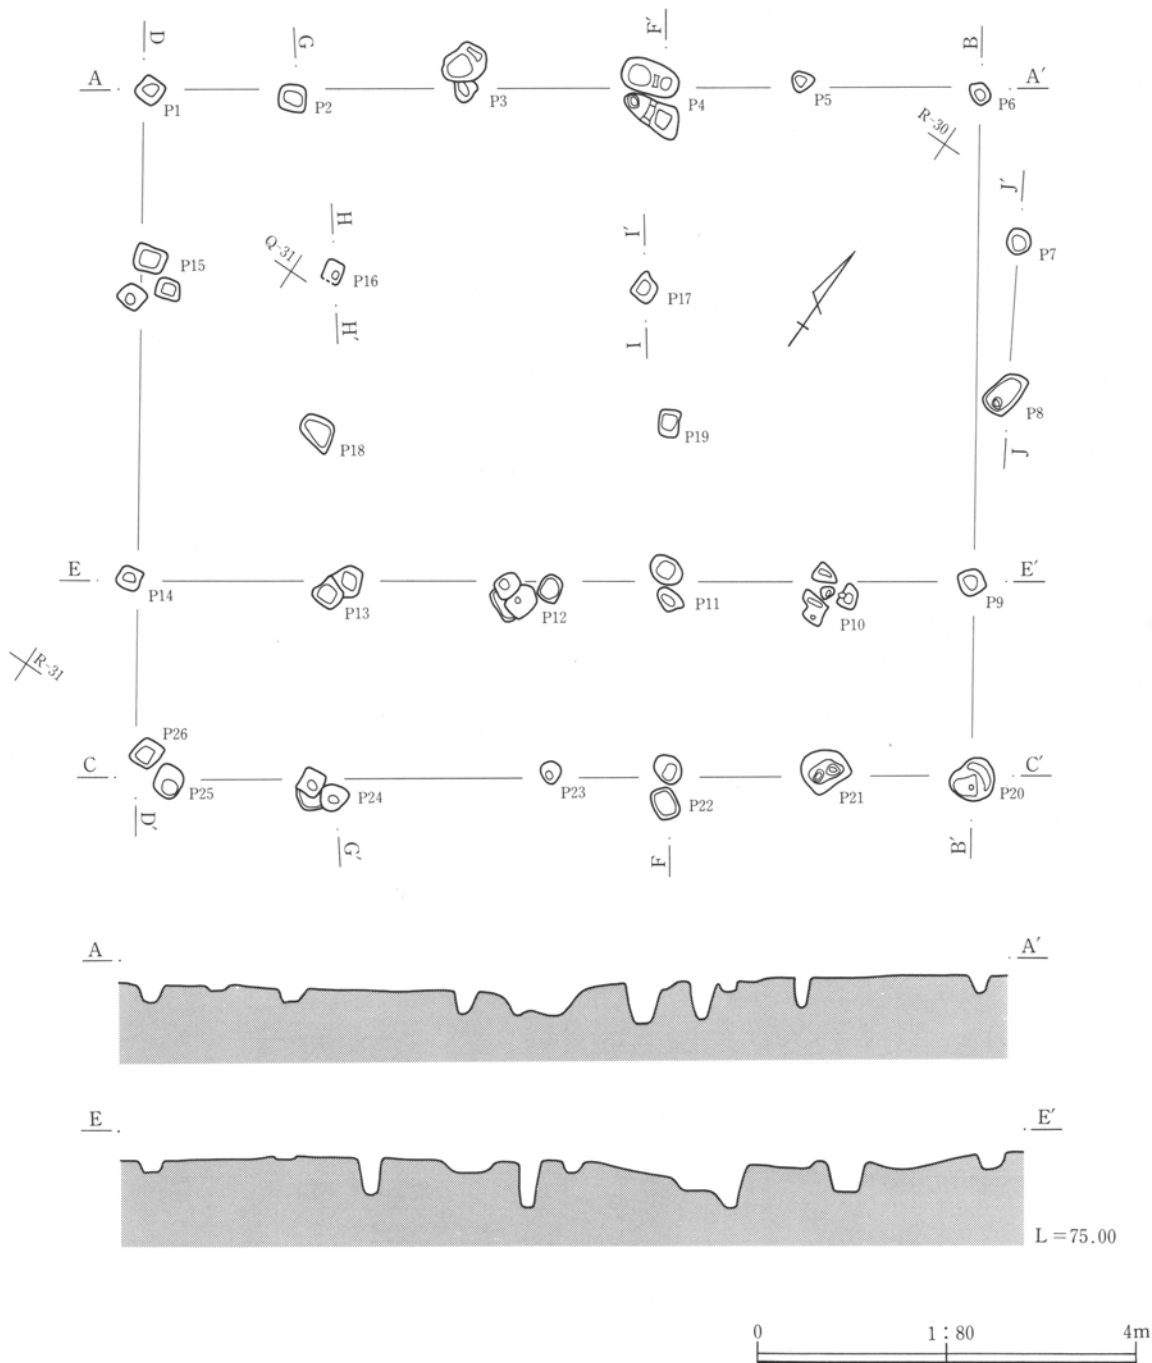 D
G
F′
B
A
A′
P1
P2
P3
P4
P5
P6
R-30
J′
H
I′
Q-31
P15
P16
P17
P7
H′
I
P18
P19
P8
J
E
E′
P14
P13
P12
P11
P10
P9
R-31
P26
C
C′
P25
P24
P23
P22
P21
P20
D′
G′
F
B′
A
A′
E
E′
L=75.00
0
1:80
4m